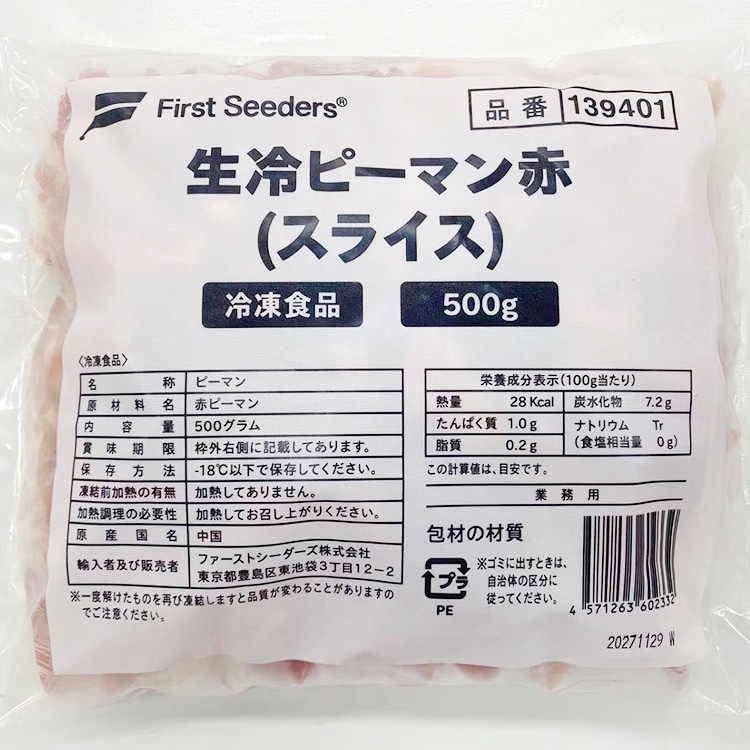 First Seeders®
品番 139401
生冷ピーマン赤
(スライス)
冷凍食品 500g
〈冷凍食品〉
名称 ピーマン
原材料名 赤ピーマン
内容量 500グラム
賞味期限 枠外右側に記載してあります。
保存方法 -18℃以下で保存してください。
凍結前加熱の有無 加熱してありません。
加熱調理の必要性 加熱してお召し上がりください。
原産国名 中国
輸入者及び販売者 ファーストシーダーズ株式会社
東京都豊島区東池袋3丁目12-2
※一度解けたものを再び凍結しますと品質が変わることがありますの
でご注意ください。
栄養成分表示(100g当たり)
熱量 28Kcal 炭水化物 7.2g
たんぱく質 1.0g ナトリウム Tr
脂質 0.2g (食塩相当量 0g)
この計算値は、目安です。
業務用
包材の材質
プラ
PE
※ゴミに出すときは、
自治体の区分に
従ってください。
4 571263 602332
20271129 W